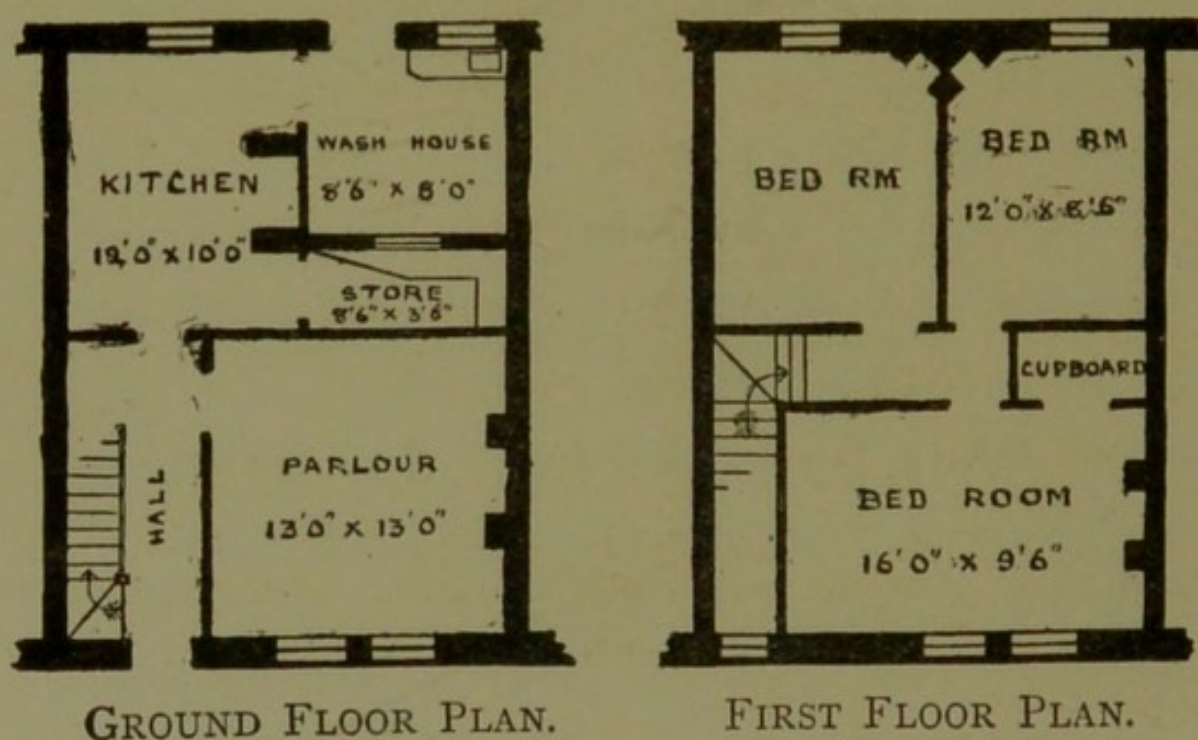 WASH HOUSE
8'6" x 8'0"
KITCHEN
12'0" x 10'0"
STORE
8'6" x 3'6"
HALL
PARLOUR
13'0" x 13'0"
GROUND FLOOR PLAN.
BED RM
BED RM
12'0" x 8'6"
CUPBOARD
BED ROOM
16'0" x 9'6"
FIRST FLOOR PLAN.